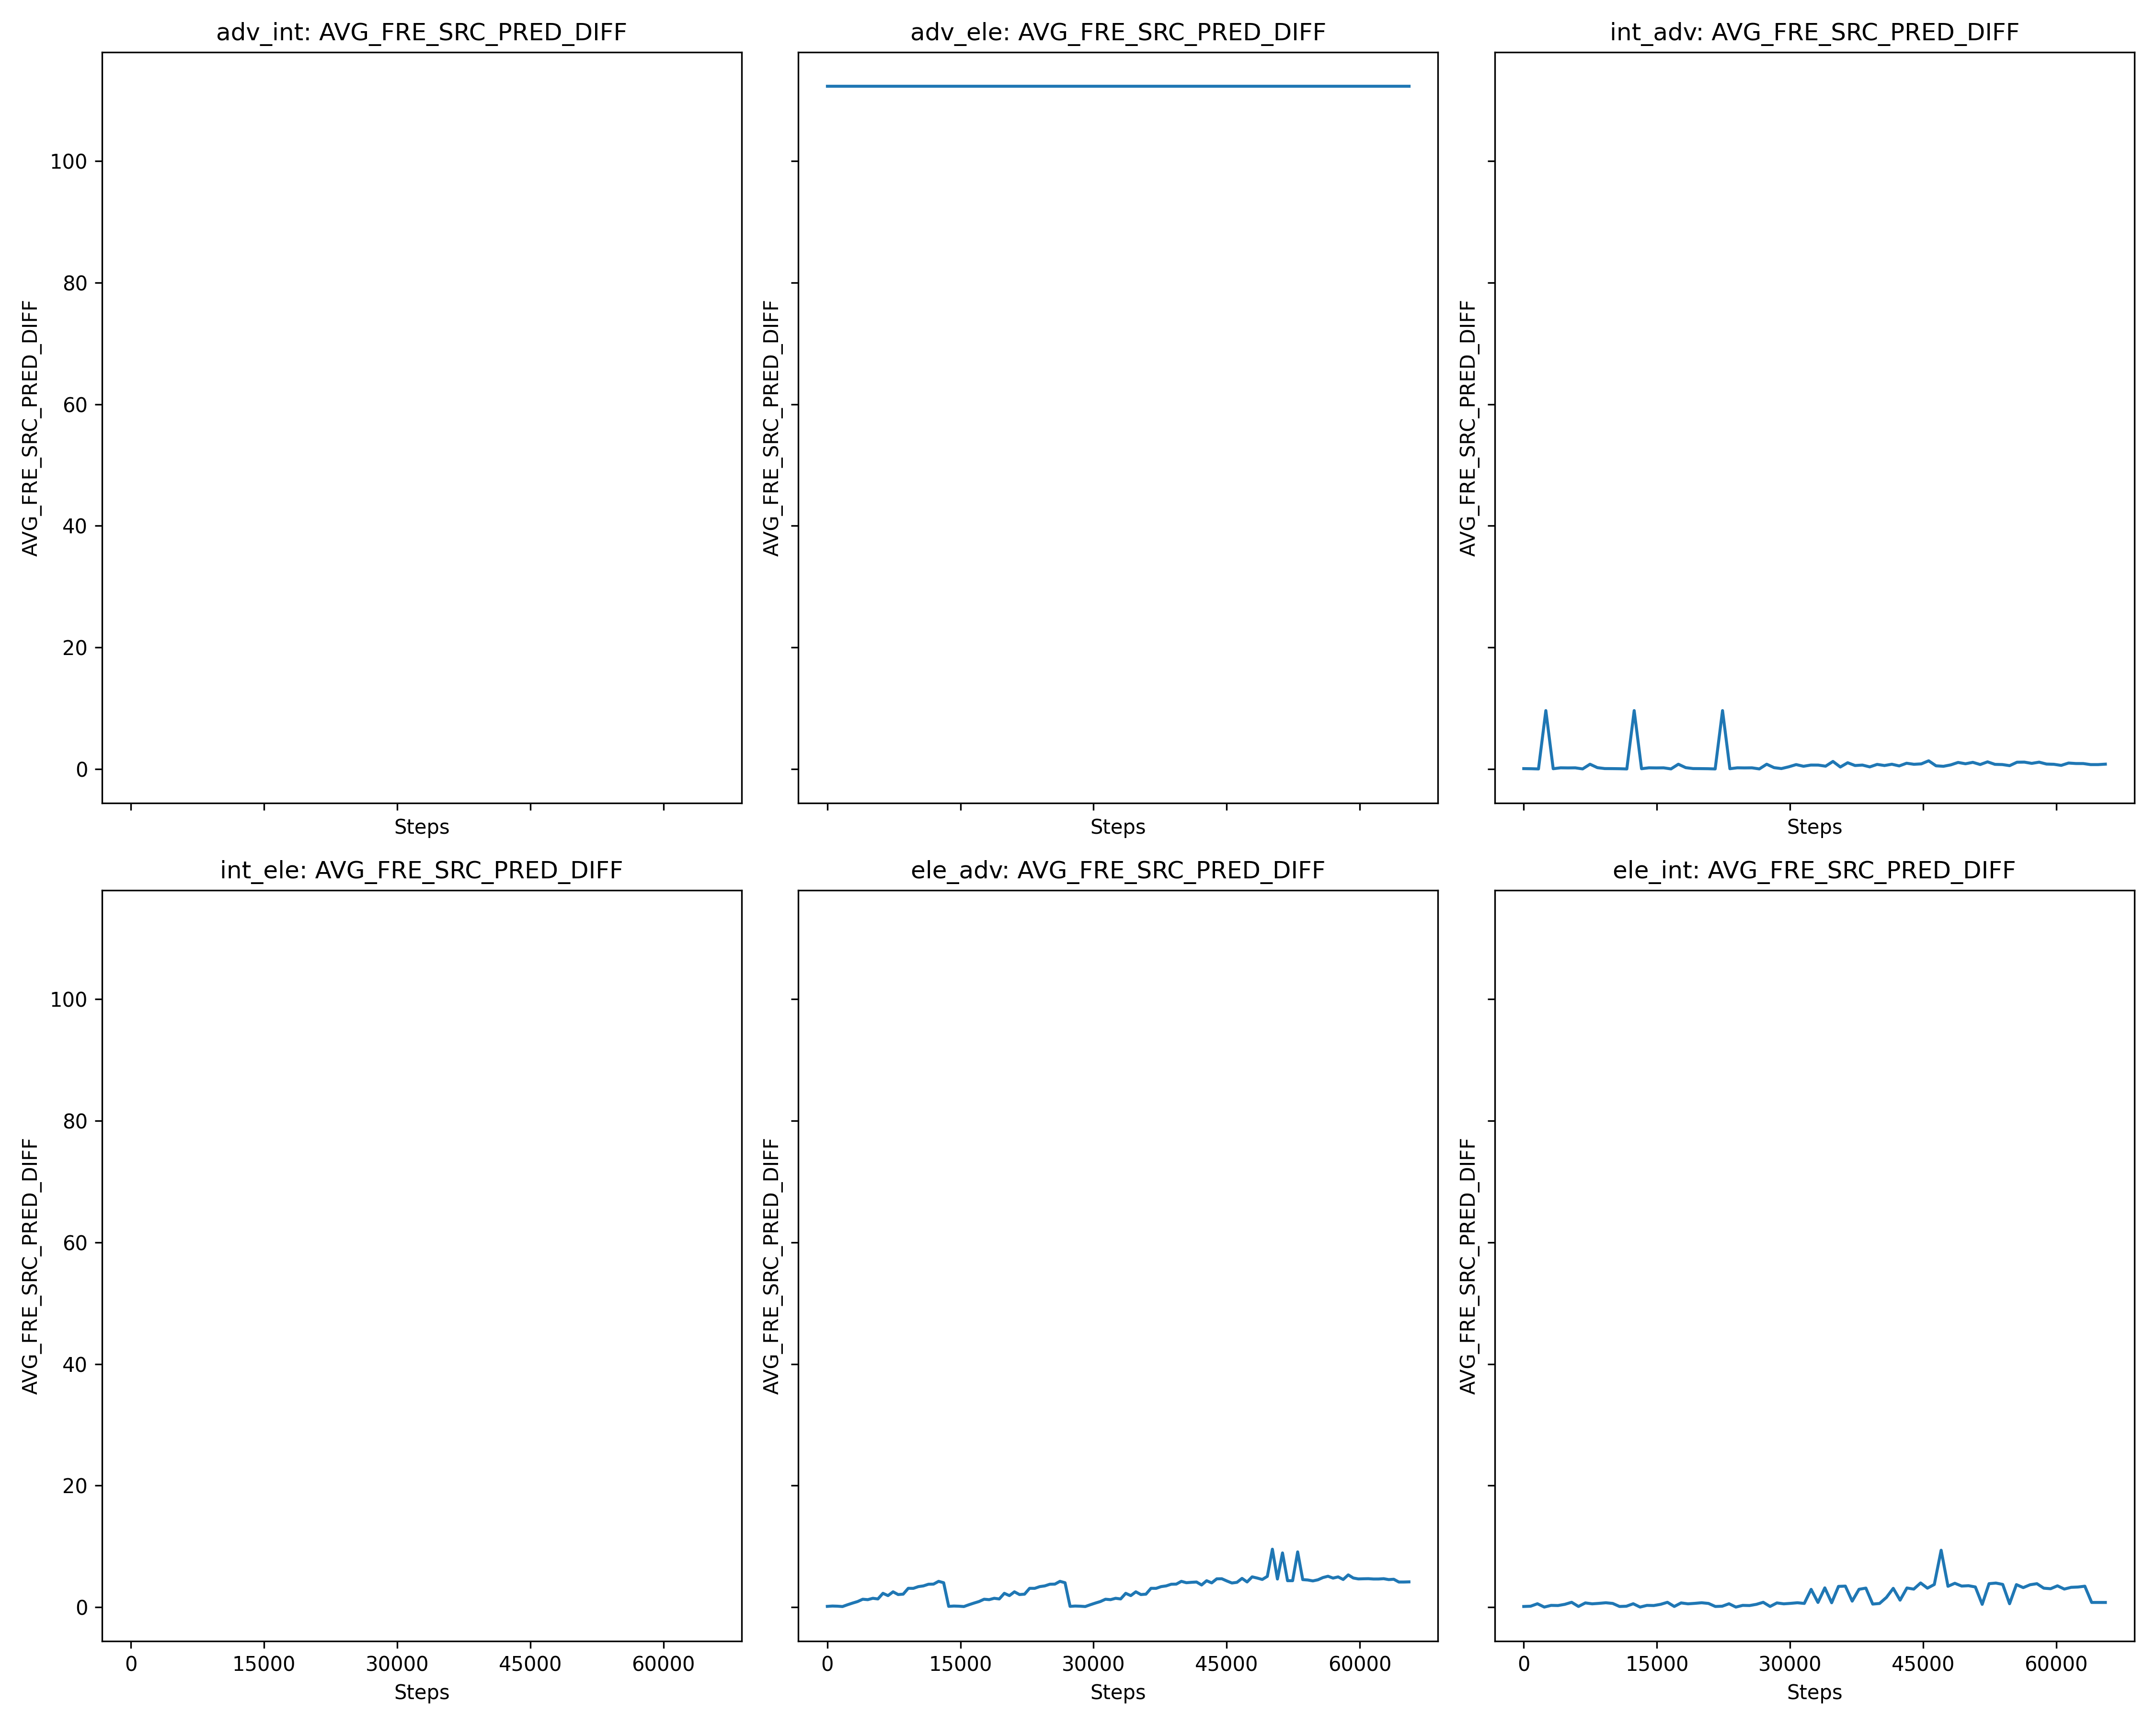 adv_int: AVG_FRE_SRC_PRED_DIFF
adv_ele: AVG_FRE_SRC_PRED_DIFF
int_adv: AVG_FRE_SRC_PRED_DIFF
AVG_FRE_SRC_PRED_DIFF
100
80
60
40
20
0
Steps
AVG_FRE_SRC_PRED_DIFF
Steps
AVG_FRE_SRC_PRED_DIFF
Steps
int_ele: AVG_FRE_SRC_PRED_DIFF
ele_adv: AVG_FRE_SRC_PRED_DIFF
ele_int: AVG_FRE_SRC_PRED_DIFF
AVG_FRE_SRC_PRED_DIFF
100
80
60
40
20
0
0 15000 30000 45000 60000
Steps
AVG_FRE_SRC_PRED_DIFF
0 15000 30000 45000 60000
Steps
AVG_FRE_SRC_PRED_DIFF
0 15000 30000 45000 60000
Steps